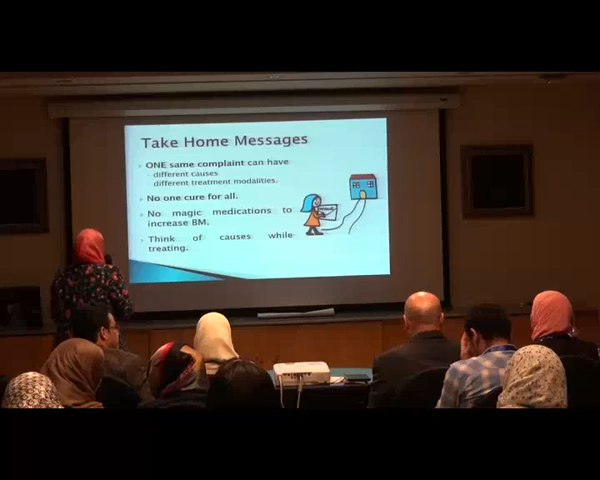 Take Home Messages
ONE same complaint can have
different causes
different treatment modalities.
No one cure for all.
No magic medications to
increase BM.
Think of causes while
treating.